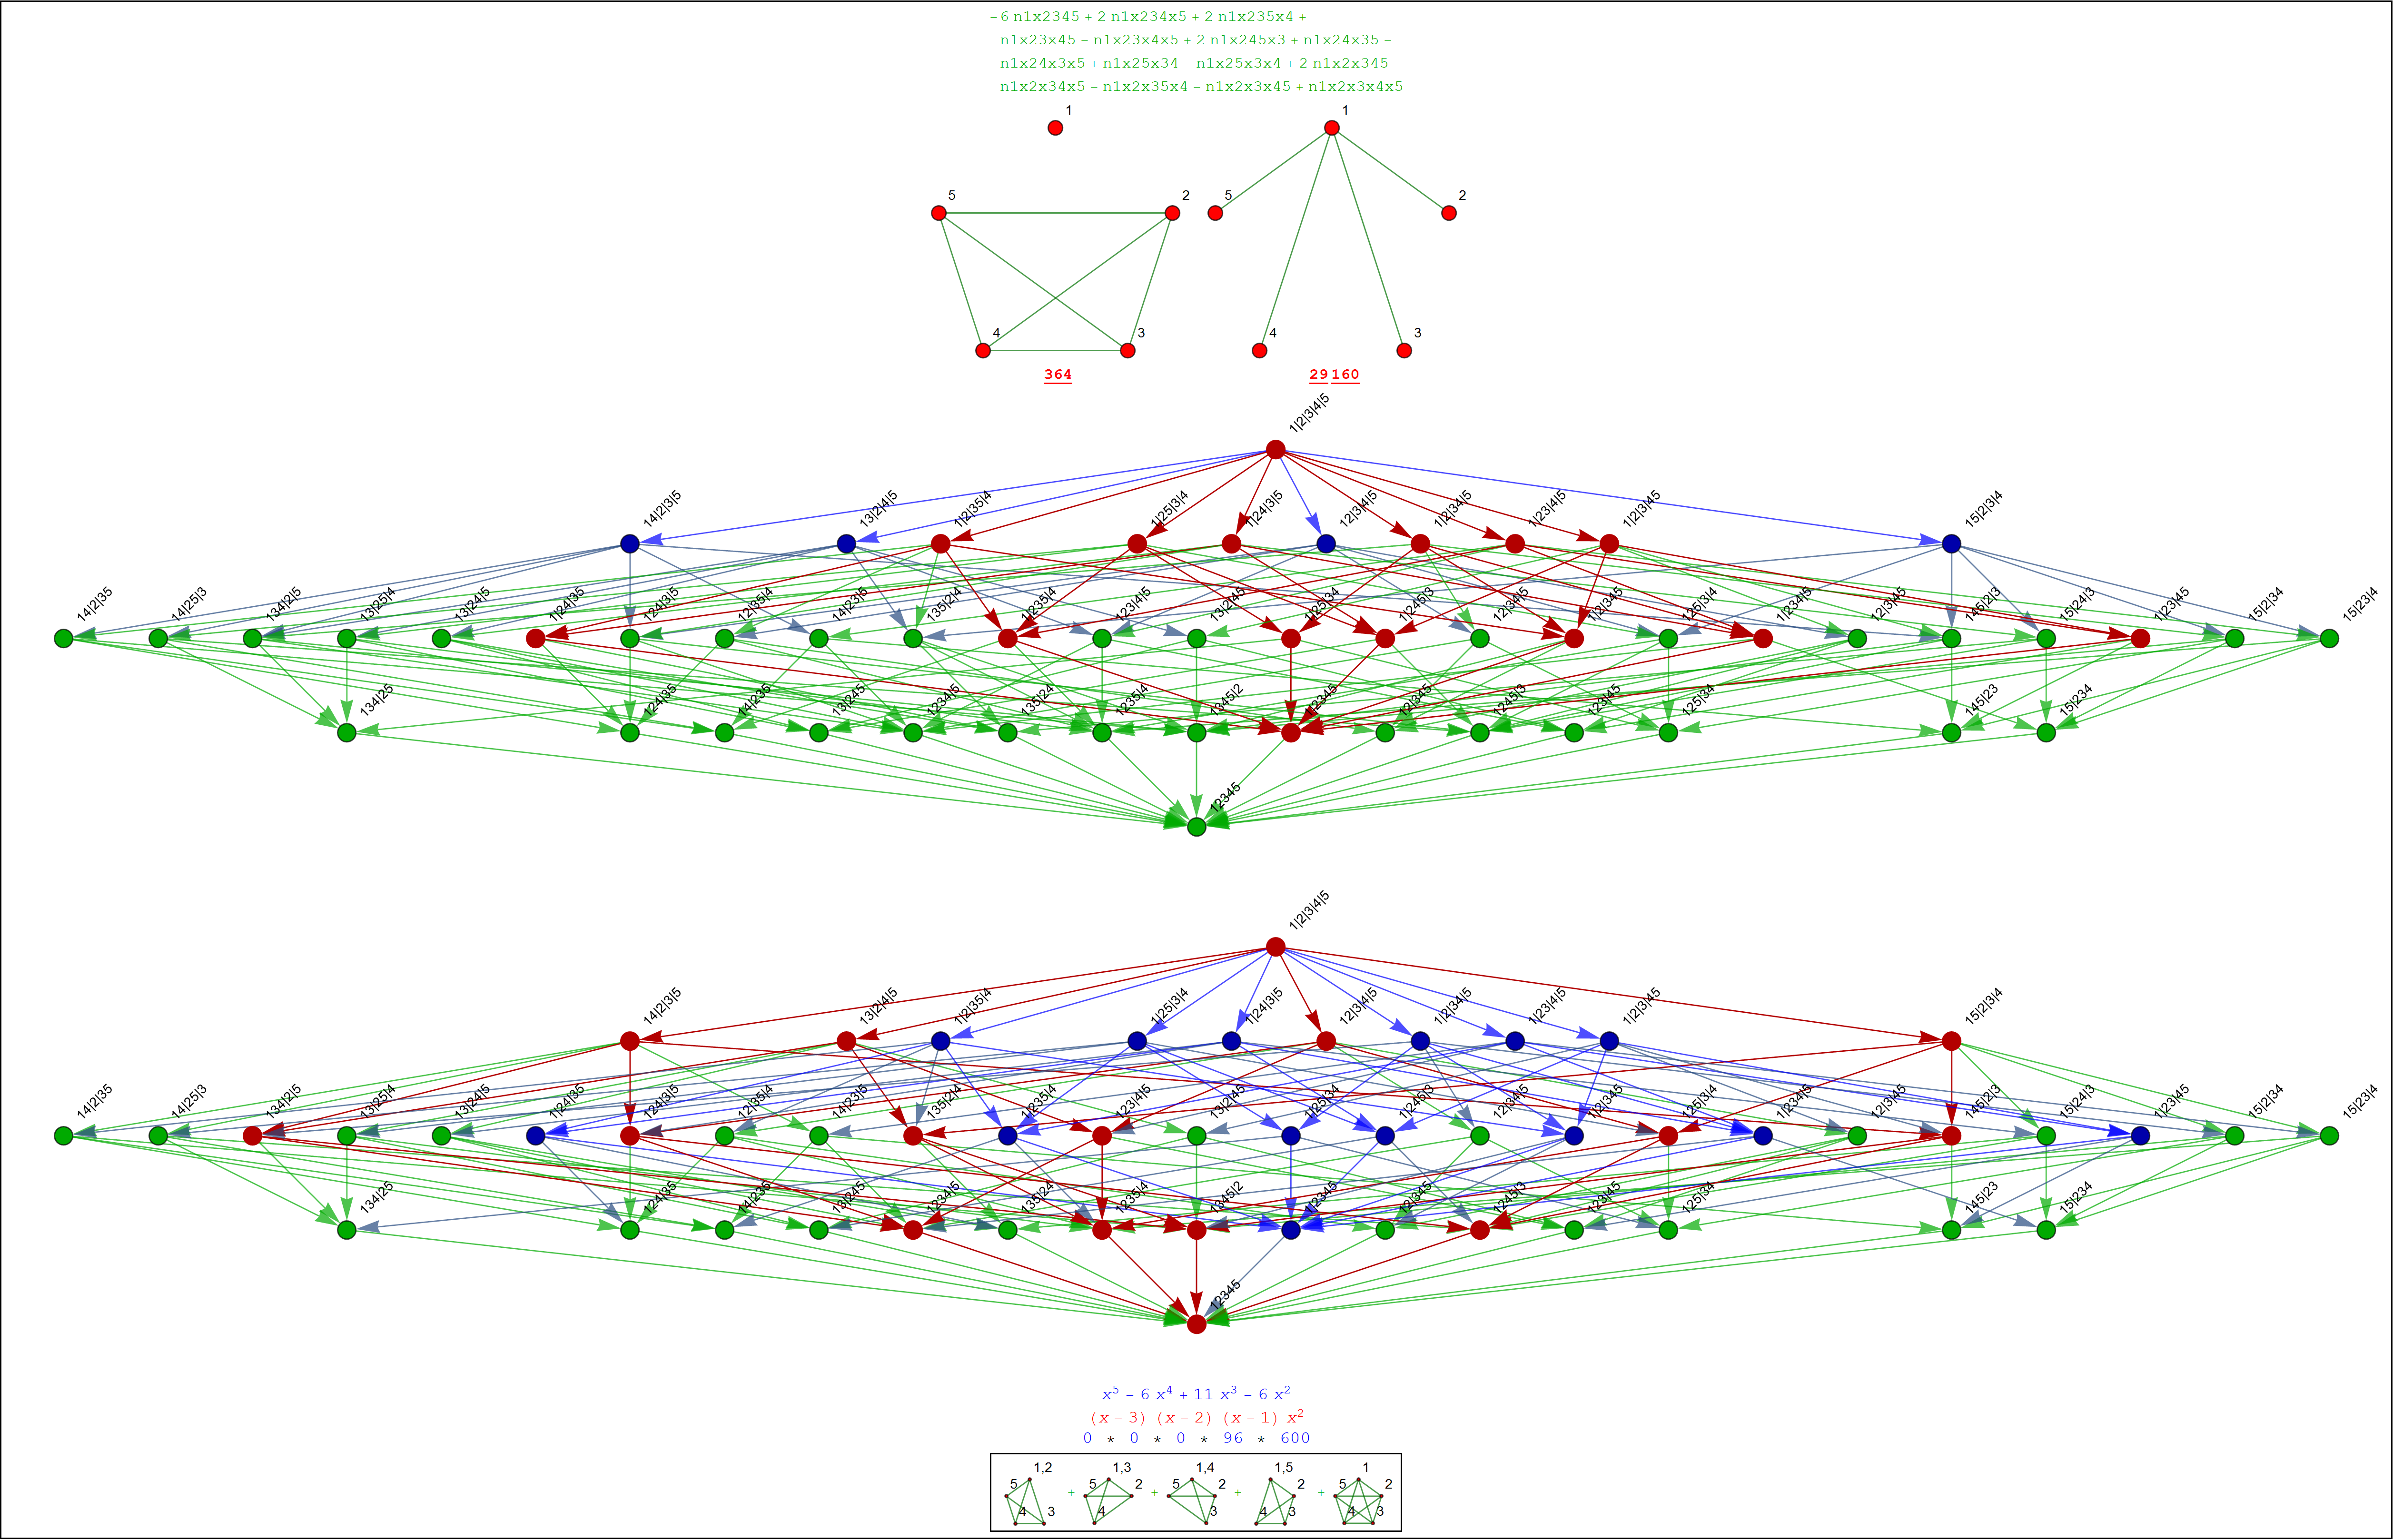 -6 n1x2345 + 2 n1x234x5 + 2 n1x235x4 +
n1x23x45 - n1x23x4x5 + 2 n1x245x3 + n1x24x35 -
n1x24x3x5 + n1x25x34 - n1x25x3x4 + 2 n1x2x345 -
n1x2x34x5 - n1x2x35x4 - n1x2x3x45 + n1x2x3x4x5
1 1
5 2 5 2
4 3 4 3
364 29 160
1|2|3|4|5
14|2|3|5 13|2|4|5 1|2|35|4 1|25|3|4 1|24|3|5 12|3|4|5 1|2|34|5 1|23|4|5 1|2|3|45 15|2|3|4
14|2|35 14|25|3 134|2|5 13|25|4 13|24|5 1|24|35 124|3|5 12|35|4 14|23|5 135|2|4 1|235|4 123|4|5 13|2|45 1|25|34 1|245|3 12|34|5 1|2|345 125|3|4 1|234|5 12|3|45 145|2|3 15|24|3 1|23|45 15|2|34 15|23|4
134|25 124|35 14|235 13|245 1234|5 135|24 1235|4 1345|2 1|2345 12|345 1245|3 123|45 125|34 145|23 15|234
12345
1|2|3|4|5
14|2|3|5 13|2|4|5 1|2|35|4 1|25|3|4 1|24|3|5 12|3|4|5 1|2|34|5 1|23|4|5 1|2|3|45 15|2|3|4
14|2|35 14|25|3 134|2|5 13|25|4 13|24|5 1|24|35 124|3|5 12|35|4 14|23|5 135|2|4 1|235|4 123|4|5 13|2|45 1|25|34 1|245|3 12|34|5 1|2|345 125|3|4 1|234|5 12|3|45 145|2|3 15|24|3 1|23|45 15|2|34 15|23|4
134|25 124|35 14|235 13|245 1234|5 135|24 1235|4 1345|2 1|2345 12|345 1245|3 123|45 125|34 145|23 15|234
12345
x⁵ - 6 x⁴ + 11 x³ - 6 x²
(x - 3) (x - 2) (x - 1) x²
0 * 0 * 0 * 96 * 600
1,2 1,3 1,4 1,5 1
5 + 5 2 + 5 2 + 2 + 5 2
4 3 4 3 4 3 4 3